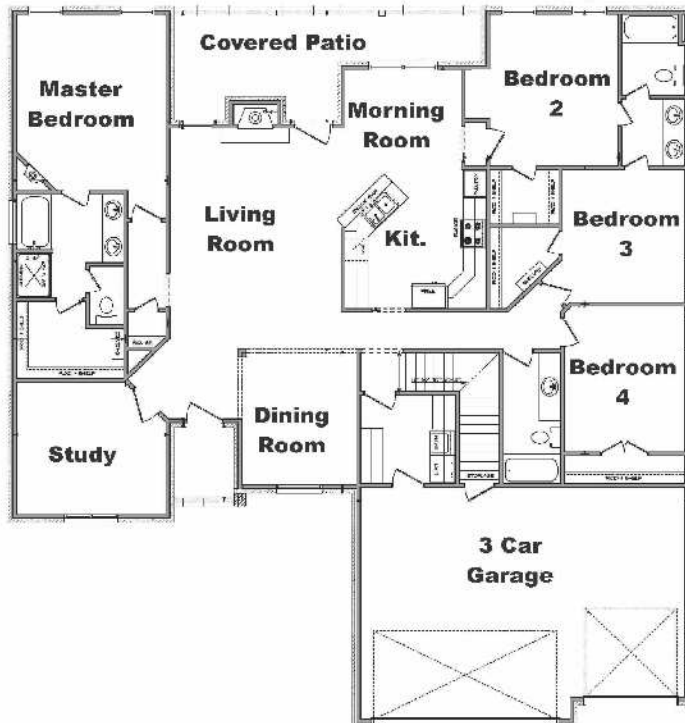 Covered Patio
Master
Bedroom
Bedroom
2
Morning
Room
Living
Room
Kit.
Bedroom
3
Bedroom
4
Dining
Room
Study
STORAGE
3 Car
Garage